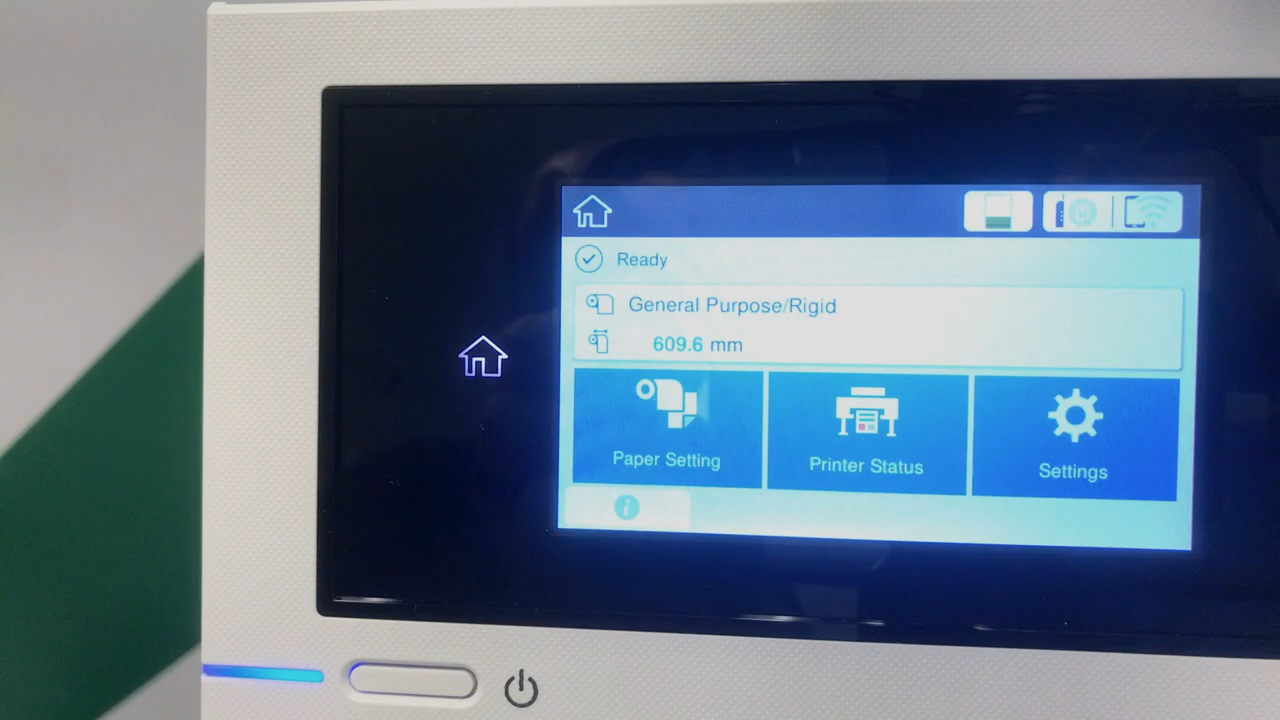 Ready
General Purpose/Rigid
609.6 mm
Paper Setting
Printer Status
Settings
i